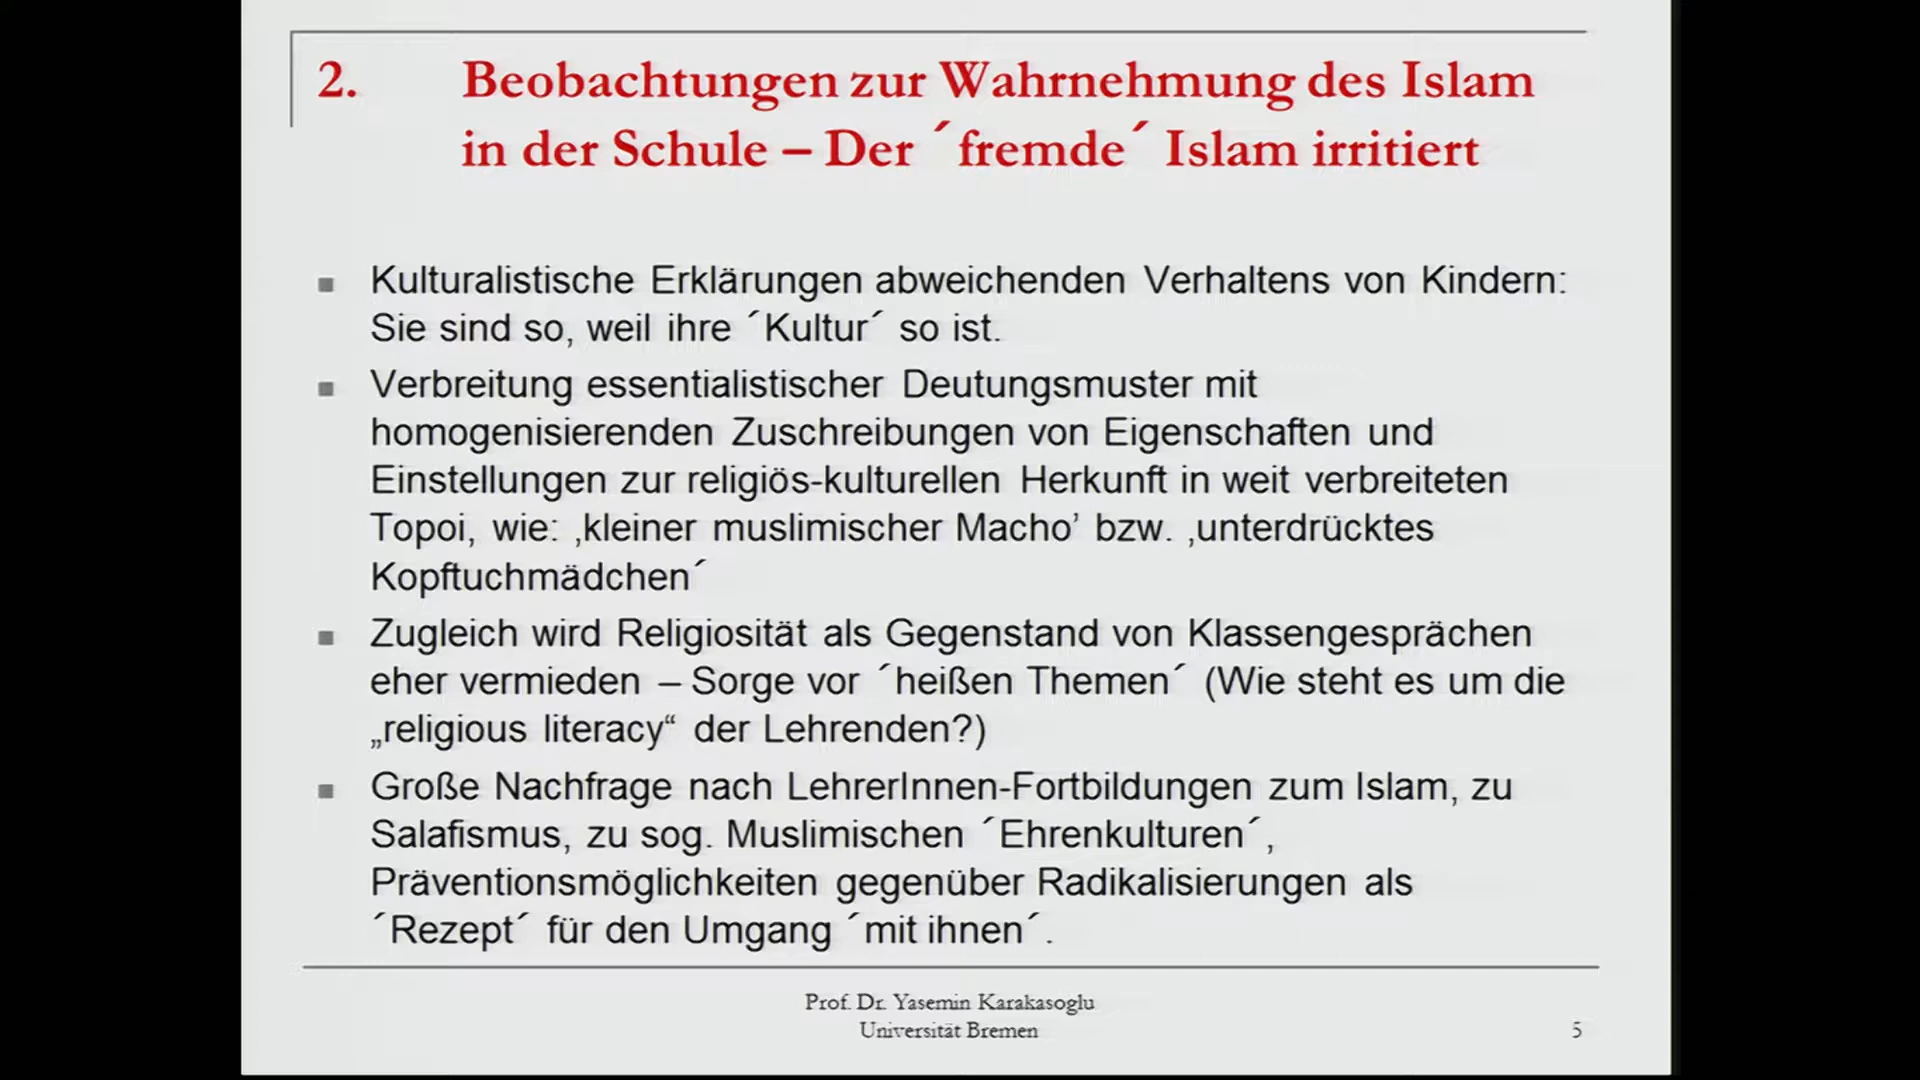 2. Beobachtungen zur Wahrnehmung des Islam
in der Schule – Der ´fremde´ Islam irritiert
Kulturalistische Erklärungen abweichenden Verhaltens von Kindern:
Sie sind so, weil ihre ´Kultur´ so ist.
Verbreitung essentialistischer Deutungsmuster mit
homogenisierenden Zuschreibungen von Eigenschaften und
Einstellungen zur religiös-kulturellen Herkunft in weit verbreiteten
Topoi, wie: ‚kleiner muslimischer Macho’ bzw. ‚unterdrücktes
Kopftuchmädchen´
Zugleich wird Religiosität als Gegenstand von Klassengesprächen
eher vermieden – Sorge vor ´heißen Themen´ (Wie steht es um die
„religious literacy“ der Lehrenden?)
Große Nachfrage nach LehrerInnen-Fortbildungen zum Islam, zu
Salafismus, zu sog. Muslimischen ´Ehrenkulturen´,
Präventionsmöglichkeiten gegenüber Radikalisierungen als
´Rezept´ für den Umgang ´mit ihnen´.
Prof. Dr. Yasemin Karakasoglu
Universität Bremen
5